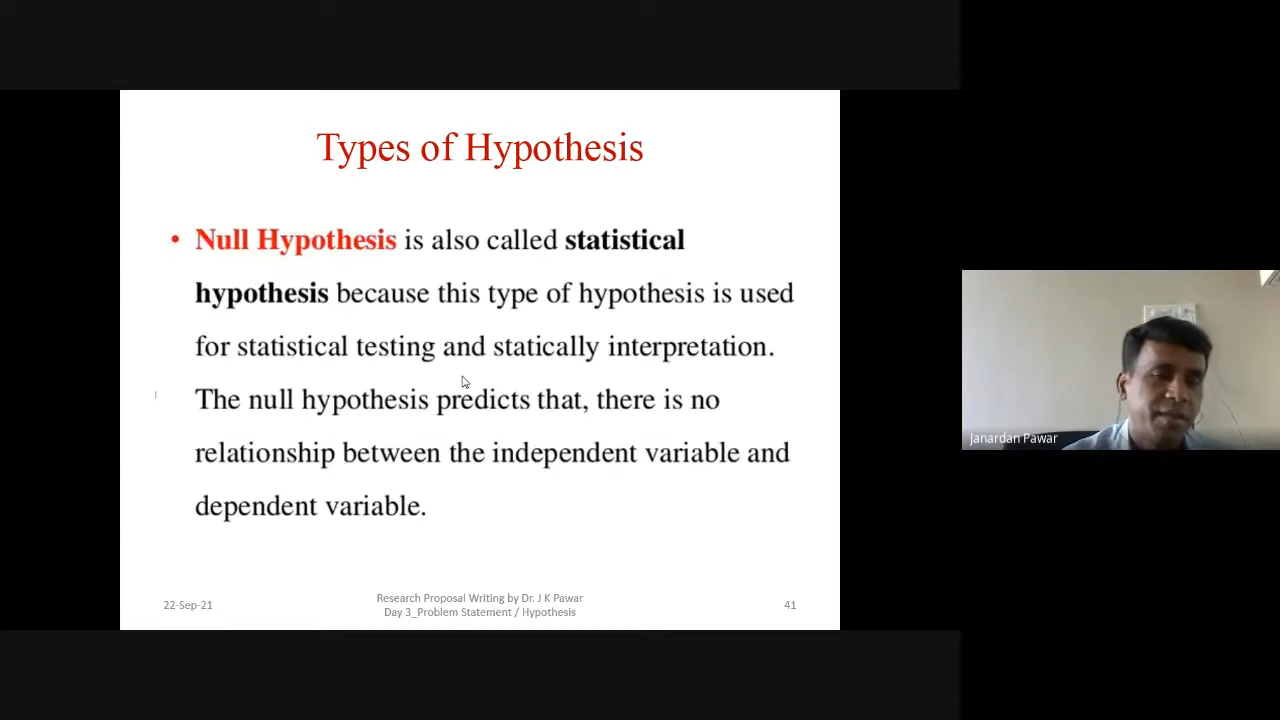 Types of Hypothesis
• Null Hypothesis is also called statistical
hypothesis because this type of hypothesis is used
for statistical testing and statically interpretation.
The null hypothesis predicts that, there is no
relationship between the independent variable and
dependent variable.
22-Sep-21
Research Proposal Writing by Dr. J K Pawar
Day 3_Problem Statement / Hypothesis
41
Janardan Pawar